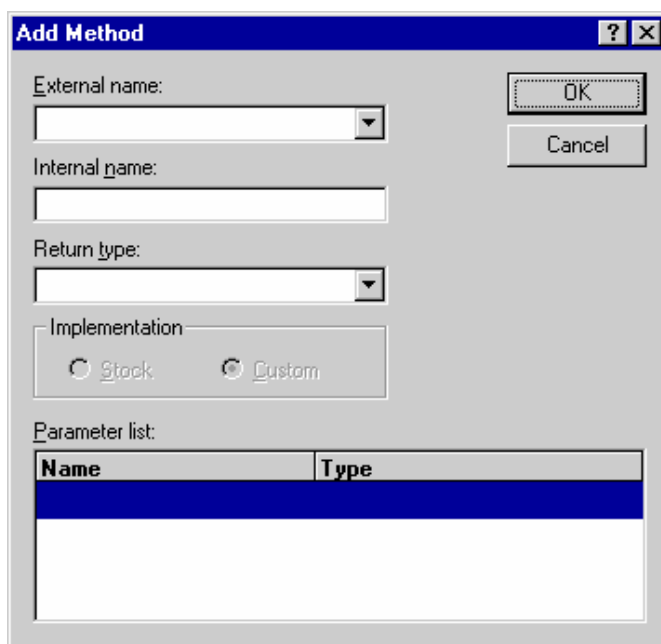 Add Method
External name:
OK
Cancel
Internal name:
Return type:
Implementation
Stock Custom
Parameter list:
Name Type